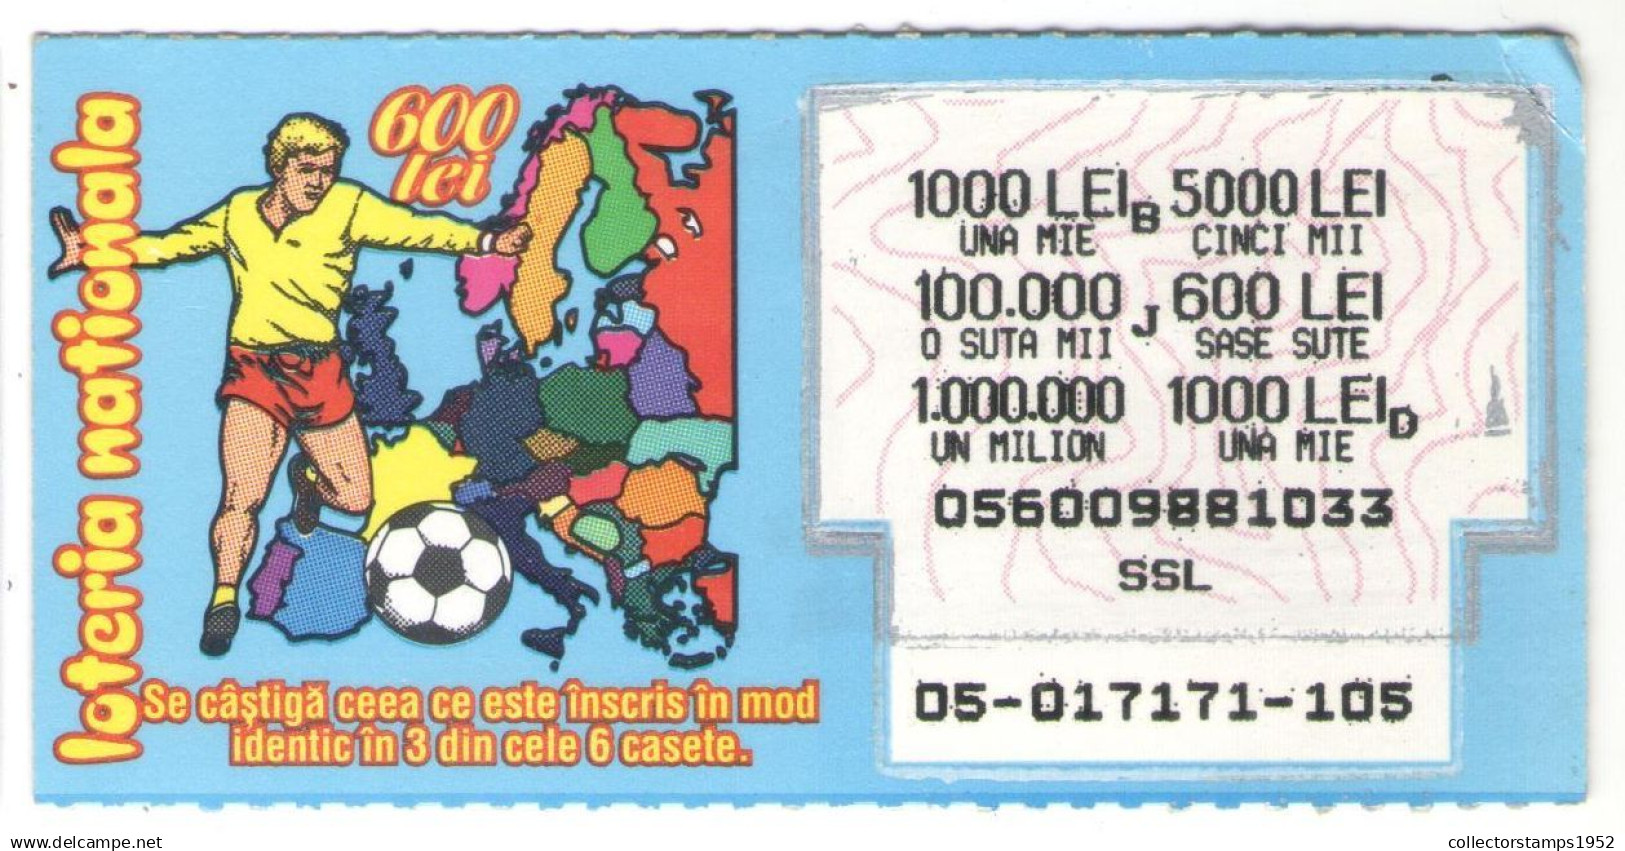 loteria nationala
600
lei
Se câştigă ceea ce este înscris în mod
identic în 3 din cele 6 casete.
1000 LEI B 5000 LEI
UNA MIE CINCI MII
100.000 J 600 LEI
O SUTA MII SASE SUTE
1.000.000 1000 LEI D
UN MILION UNA MIE
056009881033
SSL
05-017171-105
delcampe.net
collectorstamps1952